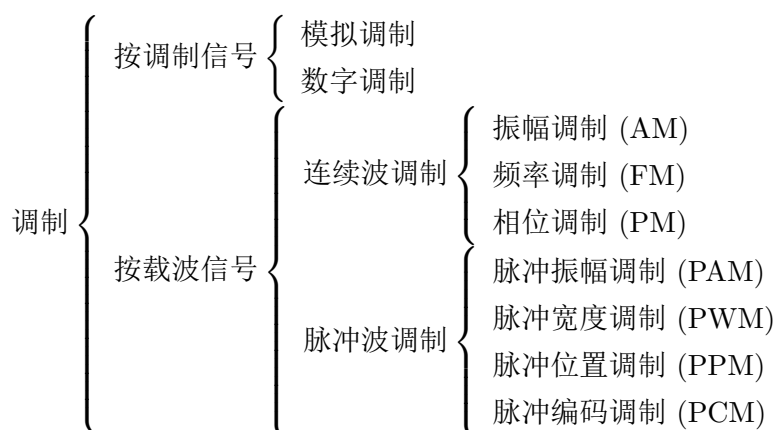 调制
按调制信号
模拟调制
数字调制
按载波信号
连续波调制
振幅调制 (AM)
频率调制 (FM)
相位调制 (PM)
脉冲波调制
脉冲振幅调制 (PAM)
脉冲宽度调制 (PWM)
脉冲位置调制 (PPM)
脉冲编码调制 (PCM)